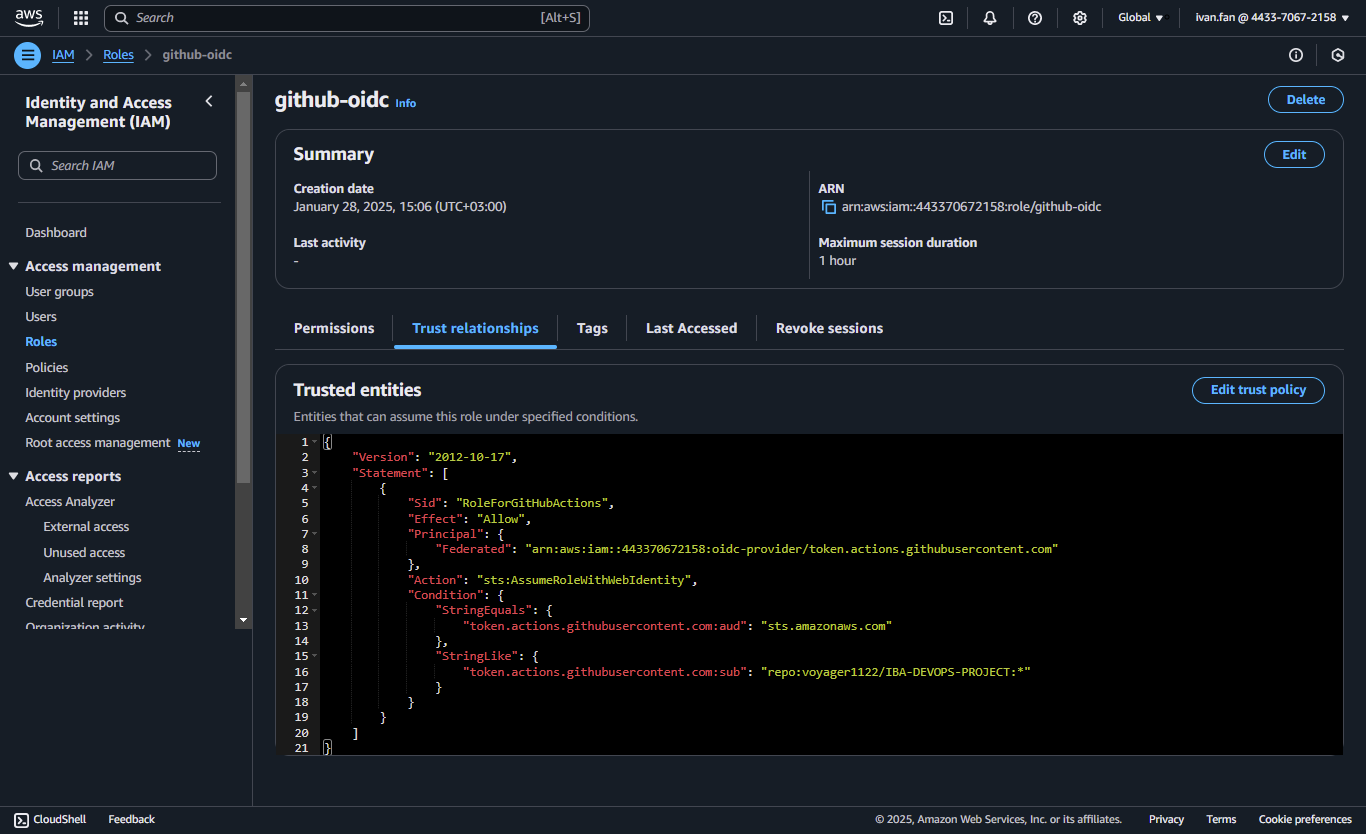 aws
Search [Alt+S]
Global
ivan.fan @ 4433-7067-2158
IAM
Roles
github-oidc
Identity and Access
Management (IAM)
Search IAM
Dashboard
Access management
User groups
Users
Roles
Policies
Identity providers
Account settings
Root access management New
Access reports
Access Analyzer
External access
Unused access
Analyzer settings
Credential report
Organization activity
github-oidc Info
Delete
Summary
Edit
Creation date
January 28, 2025, 15:06 (UTC+03:00)
ARN
arn:aws:iam::443370672158:role/github-oidc
Last activity
-
Maximum session duration
1 hour
Permissions
Trust relationships
Tags
Last Accessed
Revoke sessions
Trusted entities
Edit trust policy
Entities that can assume this role under specified conditions.
1 {
2 "Version": "2012-10-17",
3 "Statement": [
4 {
5 "Sid": "RoleForGitHubActions",
6 "Effect": "Allow",
7 "Principal": {
8 "Federated": "arn:aws:iam::443370672158:oidc-provider/token.actions.githubusercontent.com"
9 },
10 "Action": "sts:AssumeRoleWithWebIdentity",
11 "Condition": {
12 "StringEquals": {
13 "token.actions.githubusercontent.com:aud": "sts.amazonaws.com"
14 },
15 "StringLike": {
16 "token.actions.githubusercontent.com:sub": "repo:voyager1122/IBA-DEVOPS-PROJECT:*"
17 }
18 }
19 }
20 ]
21 }
CloudShell
Feedback
© 2025, Amazon Web Services, Inc. or its affiliates.
Privacy
Terms
Cookie preferences